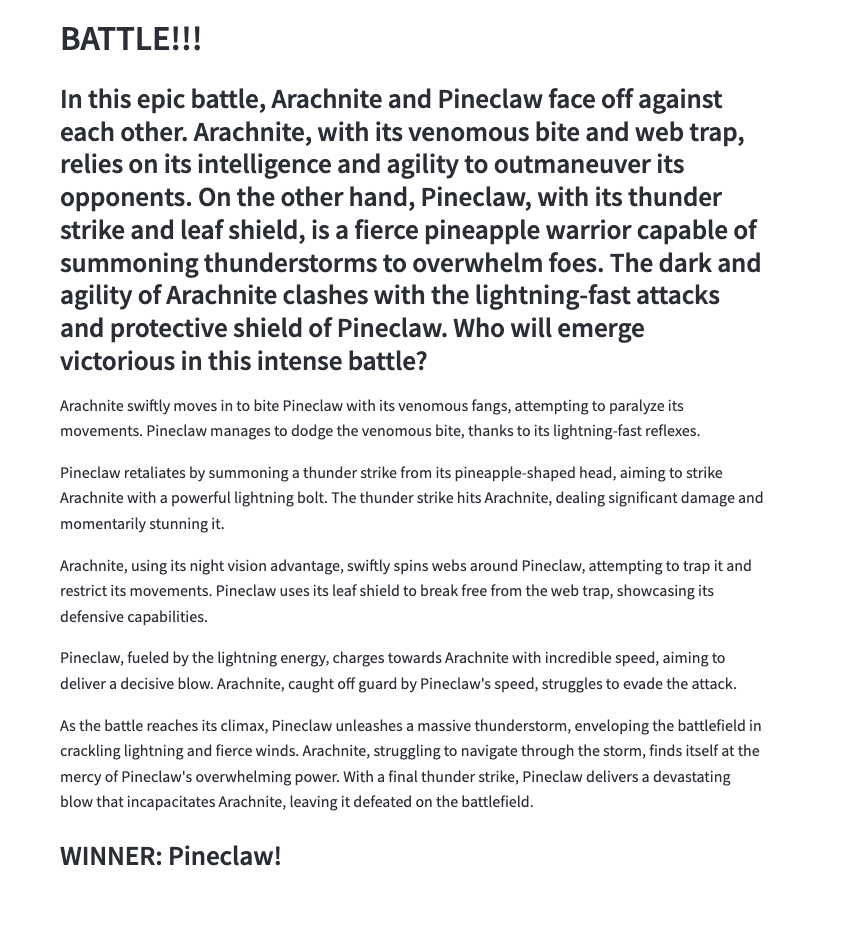 BATTLE!!!
In this epic battle, Arachnite and Pineclaw face off against
each other. Arachnite, with its venomous bite and web trap,
relies on its intelligence and agility to outmaneuver its
opponents. On the other hand, Pineclaw, with its thunder
strike and leaf shield, is a fierce pineapple warrior capable of
summoning thunderstorms to overwhelm foes. The dark and
agility of Arachnite clashes with the lightning-fast attacks
and protective shield of Pineclaw. Who will emerge
victorious in this intense battle?
Arachnite swiftly moves in to bite Pineclaw with its venomous fangs, attempting to paralyze its
movements. Pineclaw manages to dodge the venomous bite, thanks to its lightning-fast reflexes.
Pineclaw retaliates by summoning a thunder strike from its pineapple-shaped head, aiming to strike
Arachnite with a powerful lightning bolt. The thunder strike hits Arachnite, dealing significant damage and
momentarily stunning it.
Arachnite, using its night vision advantage, swiftly spins webs around Pineclaw, attempting to trap it and
restrict its movements. Pineclaw uses its leaf shield to break free from the web trap, showcasing its
defensive capabilities.
Pineclaw, fueled by the lightning energy, charges towards Arachnite with incredible speed, aiming to
deliver a decisive blow. Arachnite, caught off guard by Pineclaw's speed, struggles to evade the attack.
As the battle reaches its climax, Pineclaw unleashes a massive thunderstorm, enveloping the battlefield in
crackling lightning and fierce winds. Arachnite, struggling to navigate through the storm, finds itself at the
mercy of Pineclaw's overwhelming power. With a final thunder strike, Pineclaw delivers a devastating
blow that incapacitates Arachnite, leaving it defeated on the battlefield.
WINNER: Pineclaw!